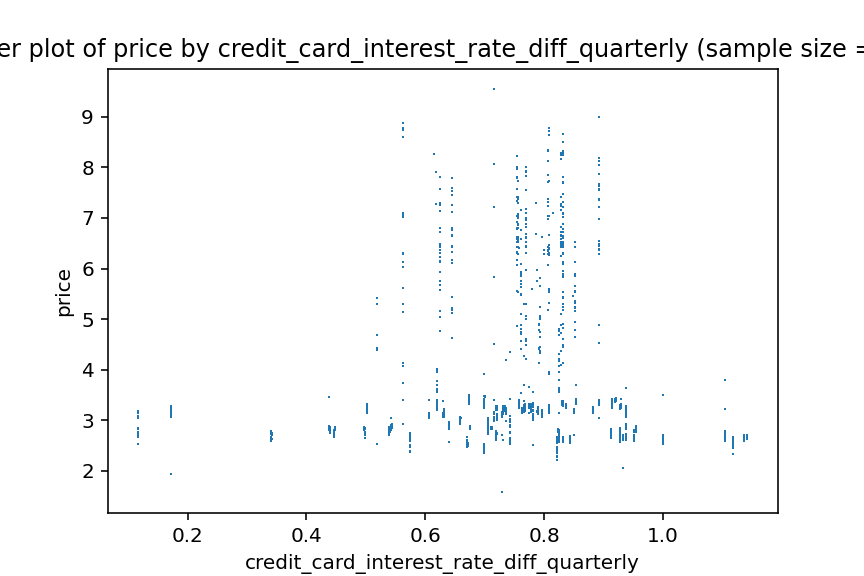 er plot of price by credit_card_interest_rate_diff_quarterly (sample size =
9
8
7
6
5
4
3
2
price
0.2 0.4 0.6 0.8 1.0
credit_card_interest_rate_diff_quarterly